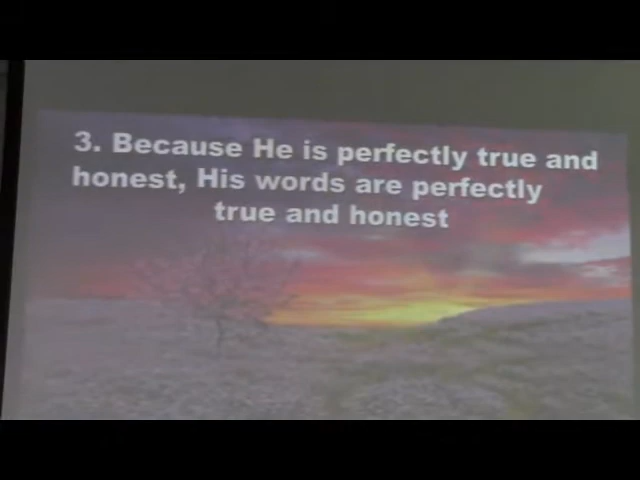 3. Because He is perfectly true and
honest, His words are perfectly
true and honest